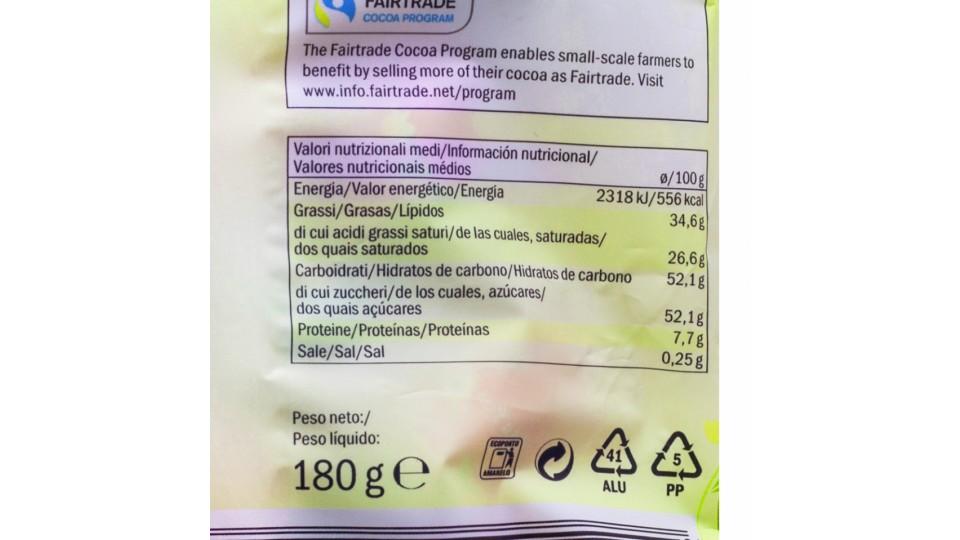 FAIRTRADE
COCOA PROGRAM
The Fairtrade Cocoa Program enables small-scale farmers to
benefit by selling more of their cocoa as Fairtrade. Visit
www.info.fairtrade.net/program
Valori nutrizionali medi/Información nutricional/
Valores nutricionais médios ø/100g
Energia/Valor energético/Energia 2318 kJ/556 kcal
Grassi/Grasas/Lípidos 34,6g
di cui acidi grassi saturi/de las cuales, saturadas/
dos quais saturados 26,6g
Carboidrati/Hidratos de carbono/Hidratos de carbono 52,1g
di cui zuccheri/de los cuales, azúcares/
dos quais açúcares 52,1g
Proteine/Proteínas/Proteínas 7,7g
Sale/Sal/Sal 0,25g
Peso neto:/
Peso líquido:
180 g e
ECOPONTO
AMARELO
41
ALU
5
PP